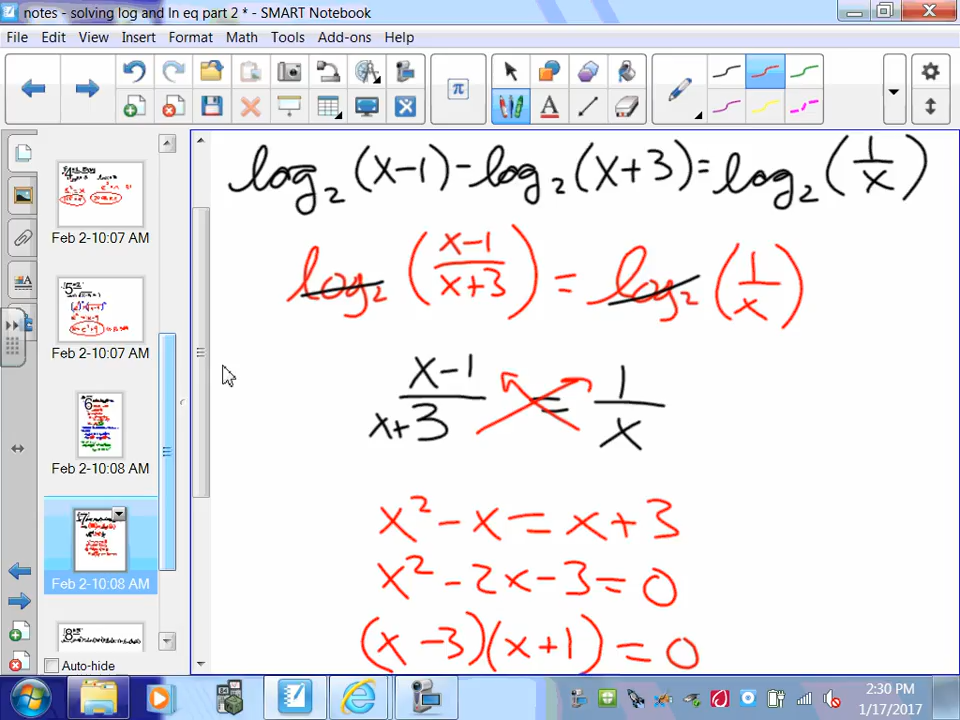 notes - solving log and ln eq part 2 * - SMART Notebook
File Edit View Insert Format Math Tools Add-ons Help
π
log₂ (x-1) - log₂ (x+3) = log₂ (1/x)
log₂ ((x-1)/(x+3)) = log₂ (1/x)
(x-1)/(x+3) = 1/x
x² - x = x + 3
x² - 2x - 3 = 0
(x - 3)(x + 1) = 0
Feb 2-10:07 AM
Feb 2-10:07 AM
Feb 2-10:08 AM
Feb 2-10:08 AM
Auto-hide
2:30 PM
1/17/2017